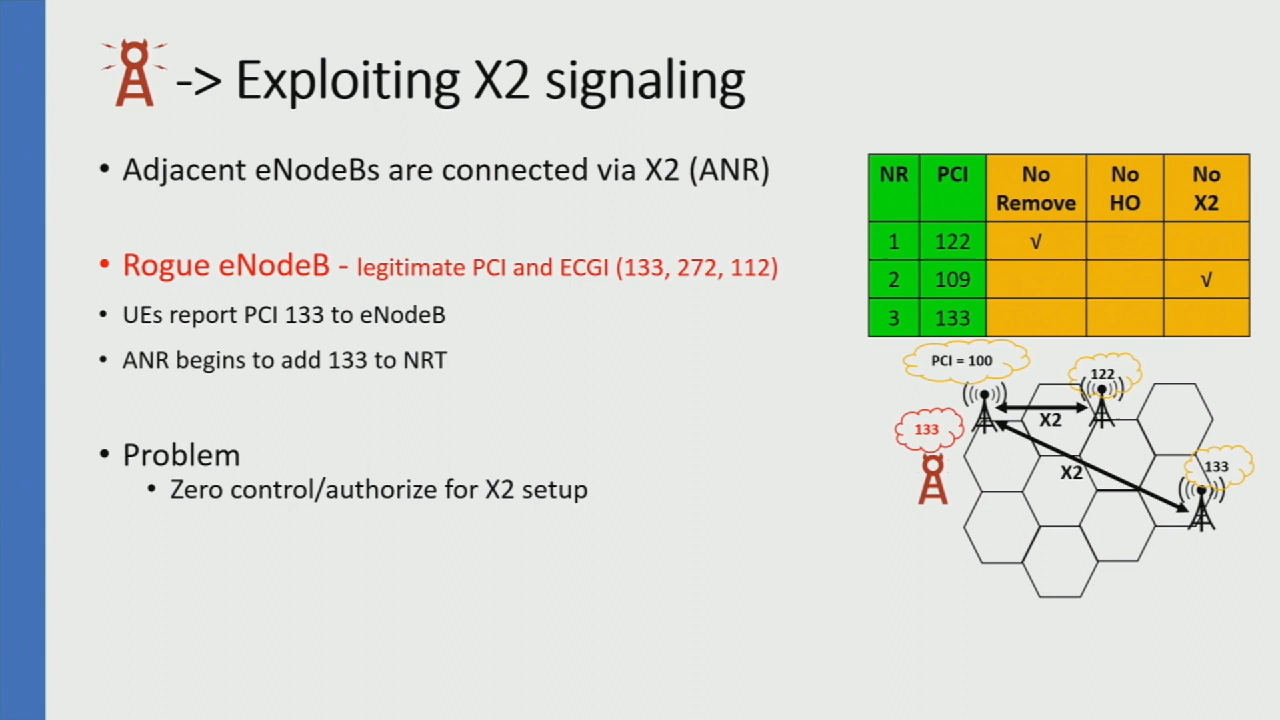 -> Exploiting X2 signaling
• Adjacent eNodeBs are connected via X2 (ANR)
• Rogue eNodeB - legitimate PCI and ECGI (133, 272, 112)
• UEs report PCI 133 to eNodeB
• ANR begins to add 133 to NRT
• Problem
• Zero control/authorize for X2 setup
NR PCI No Remove No HO No X2
1 122 √
2 109 √
3 133
PCI = 100
122
133
X2
X2
133